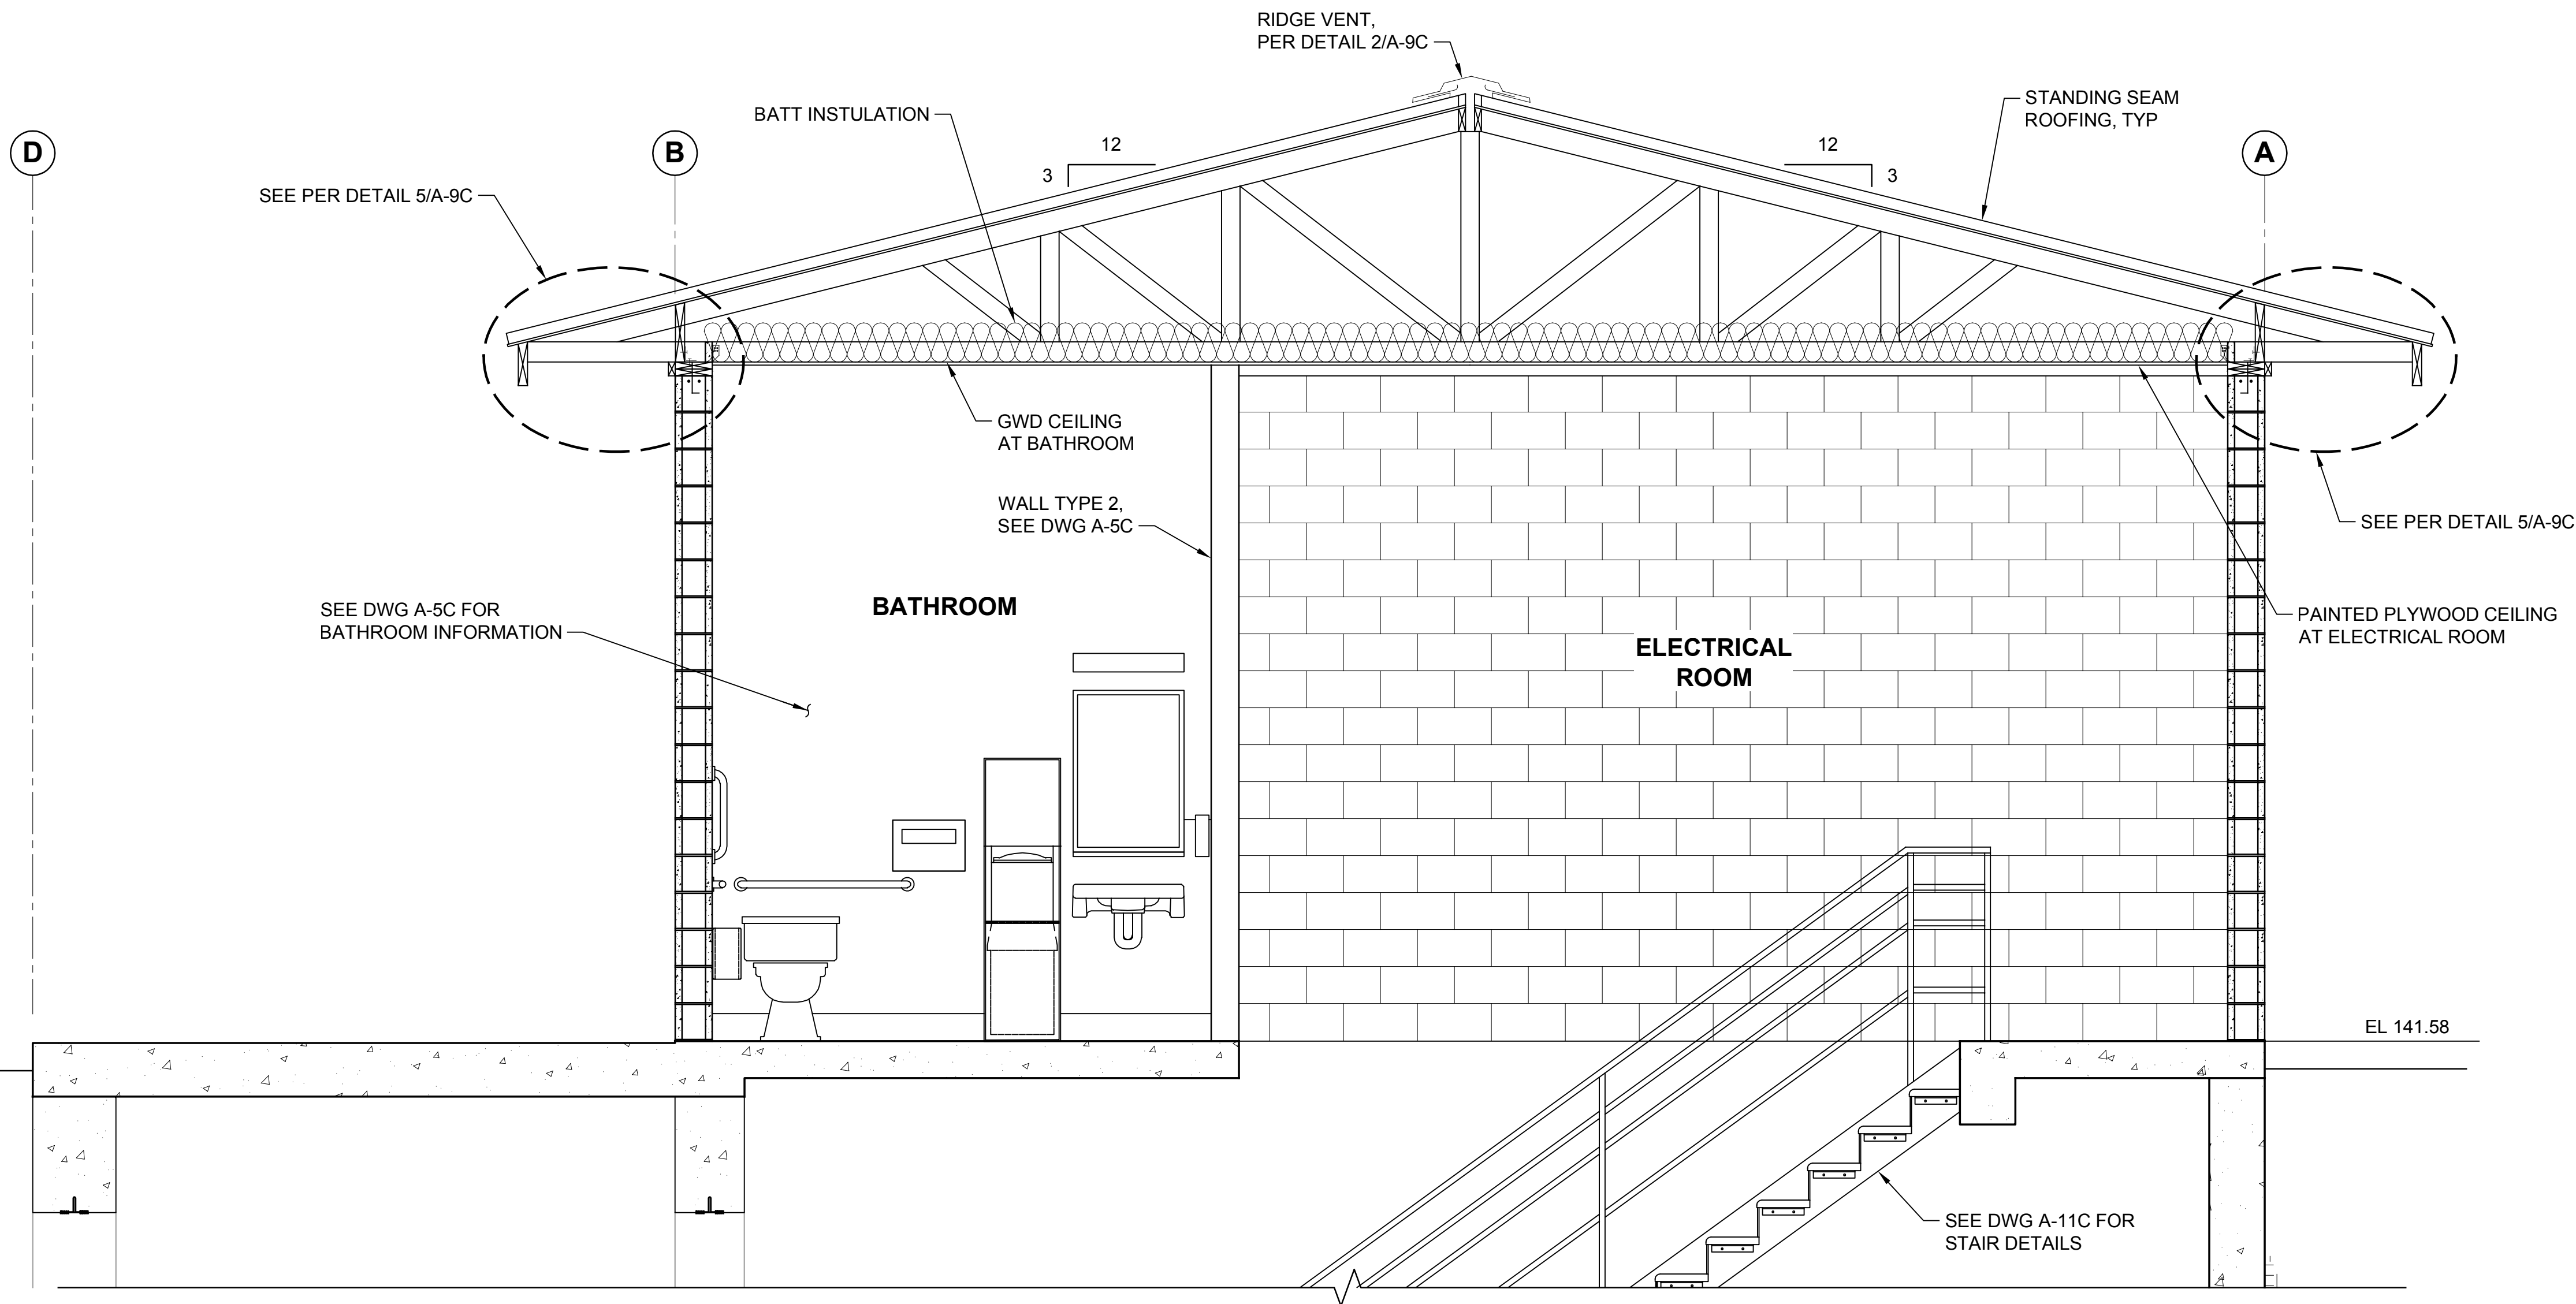 RIDGE VENT,
PER DETAIL 2/A-9C
BATT INSTULATION
STANDING SEAM
ROOFING, TYP
D
B
A
12
3
12
3
SEE PER DETAIL 5/A-9C
GWD CEILING
AT BATHROOM
WALL TYPE 2,
SEE DWG A-5C
SEE PER DETAIL 5/A-9C
SEE DWG A-5C FOR
BATHROOM INFORMATION
BATHROOM
ELECTRICAL
ROOM
PAINTED PLYWOOD CEILING
AT ELECTRICAL ROOM
EL 141.58
SEE DWG A-11C FOR
STAIR DETAILS